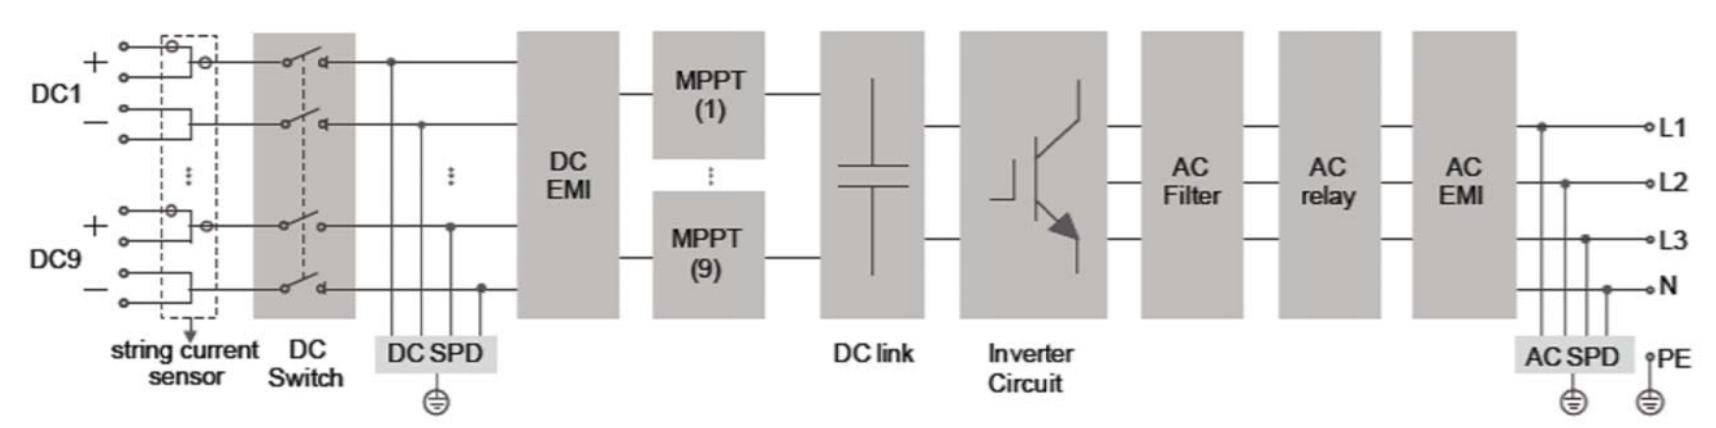 +
DC1
—
+
DC9
—
string current
sensor
DC
Switch
DC SPD
DC
EMI
MPPT
(1)
MPPT
(9)
DC link
Inverter
Circuit
AC
Filter
AC
relay
AC
EMI
L1
L2
L3
N
AC SPD
PE